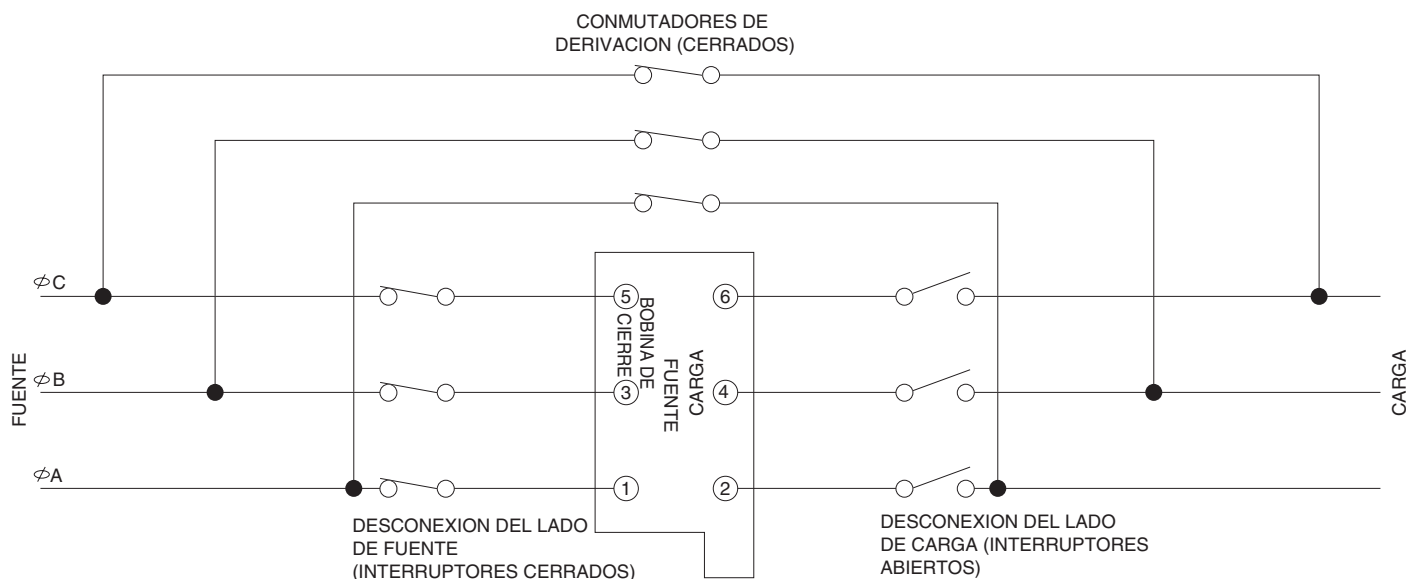 CONMUTADORES DE
DERIVACION (CERRADOS)
FUENTE
φC
φB
φA
5
3
1
BOBINA DE
CIERRE
FUENTE
CARGA
6
4
2
CARGA
DESCONEXION DEL LADO
DE FUENTE
(INTERRUPTORES CERRADOS)
DESCONEXION DEL LADO
DE CARGA (INTERRUPTORES
ABIERTOS)